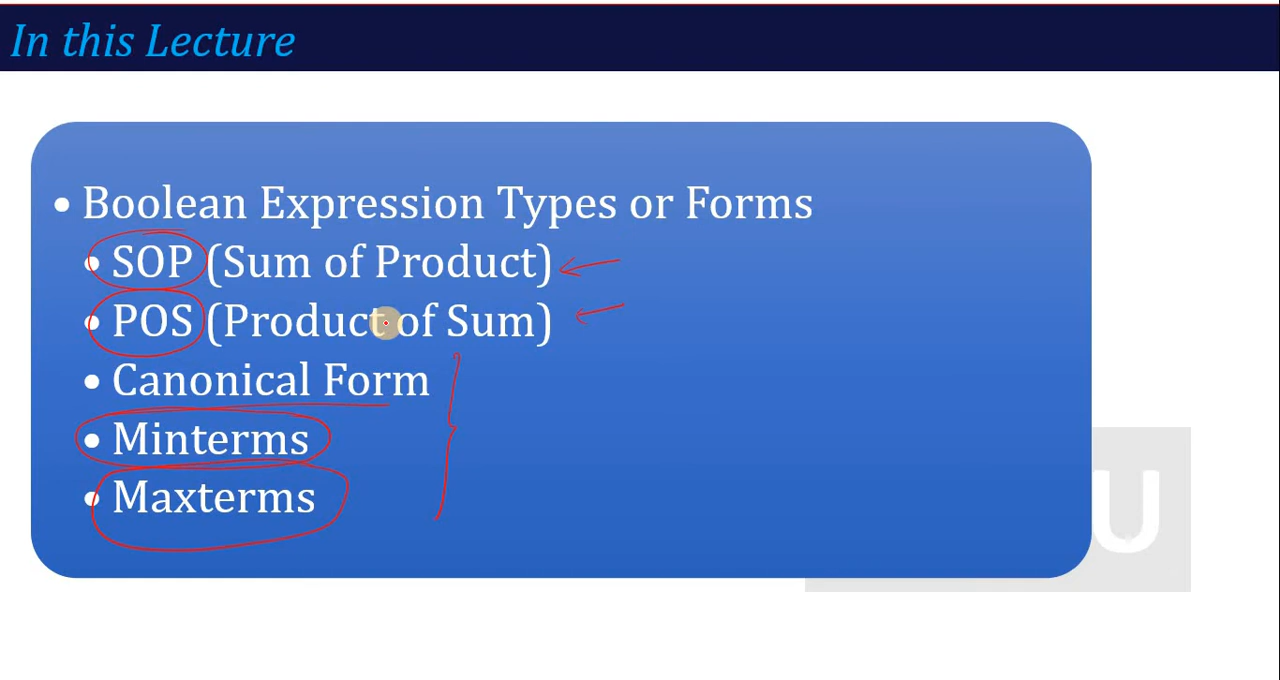 In this Lecture
• Boolean Expression Types or Forms
• SOP (Sum of Product)
• POS (Product of Sum)
• Canonical Form
• Minterms
• Maxterms
U